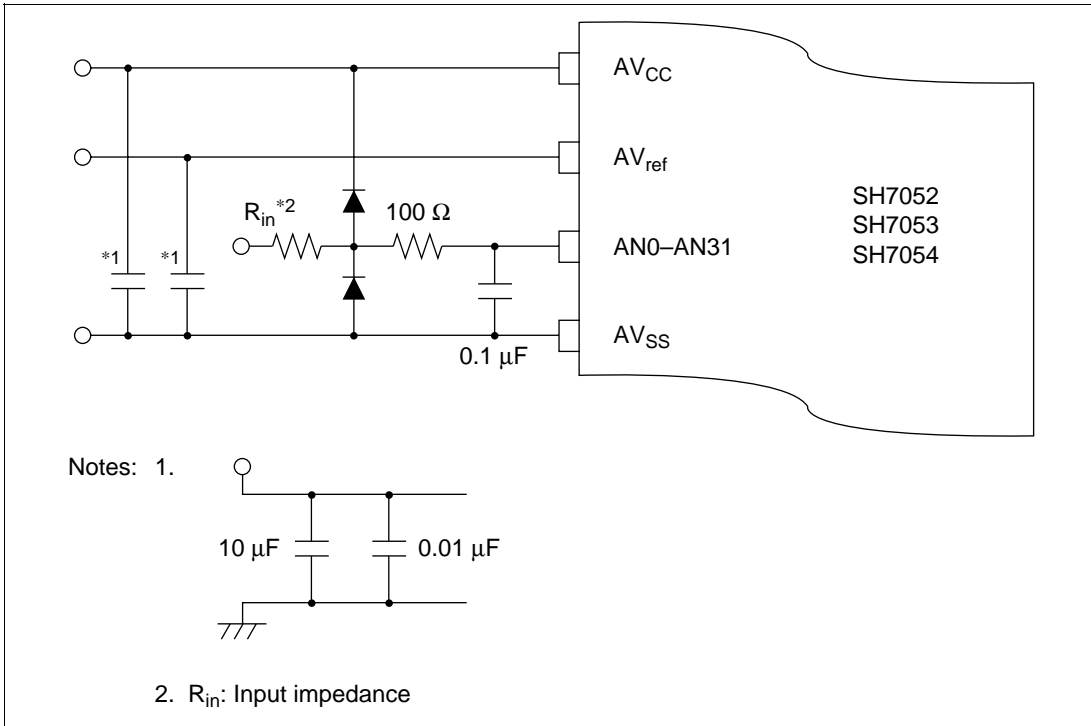 AVCC
AVref
Rin*2
100 Ω
SH7052
SH7053
SH7054
AN0–AN31
*1
*1
AVSS
0.1 μF
Notes: 1.
10 μF
0.01 μF
2. Rin: Input impedance